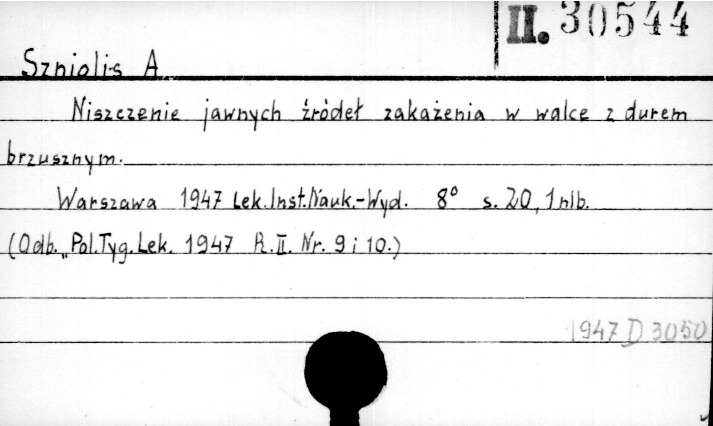 II. 30544
Szniolis A
Niszczenie jawnych źródeł zakażenia w walce z durem
brzusznym.
Warszawa 1947 Lek.Inst.Nauk.-Wyd. 8° s. 20, 1 nlb.
(Odb. „Pol.Tyg.Lek. 1947 R. II. Nr. 9 i 10.)
1947 D 3050